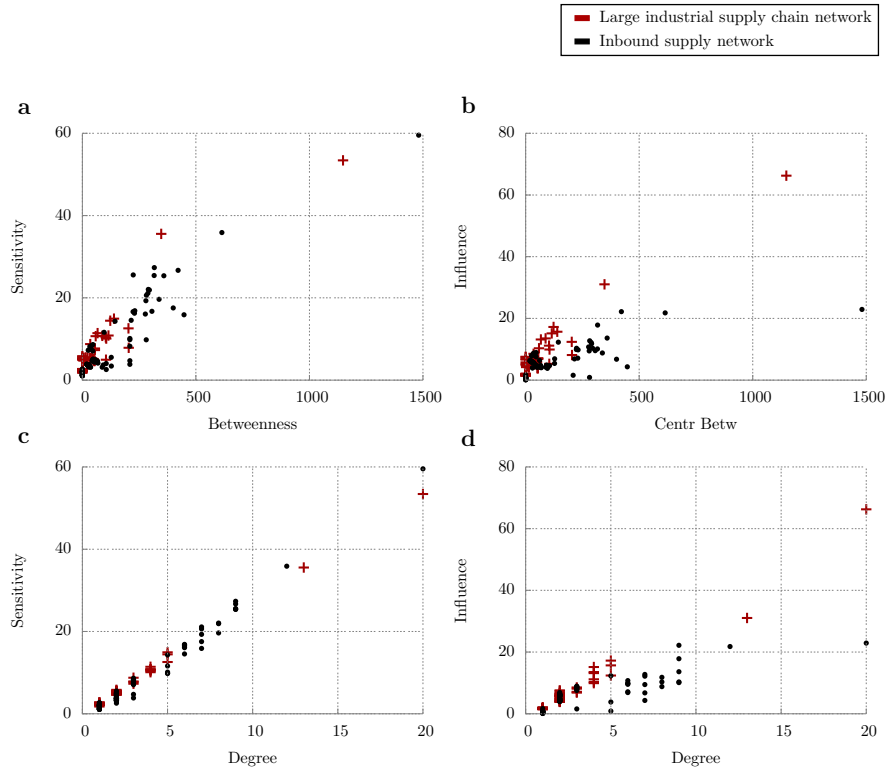 Large industrial supply chain network
Inbound supply network
a
60
40
20
0
0
500
1000
1500
Sensitivity
Betweenness
b
80
60
40
20
0
0
500
1000
1500
Influence
Centr Betw
c
60
40
20
0
0
5
10
15
20
Sensitivity
Degree
d
80
60
40
20
0
0
5
10
15
20
Influence
Degree